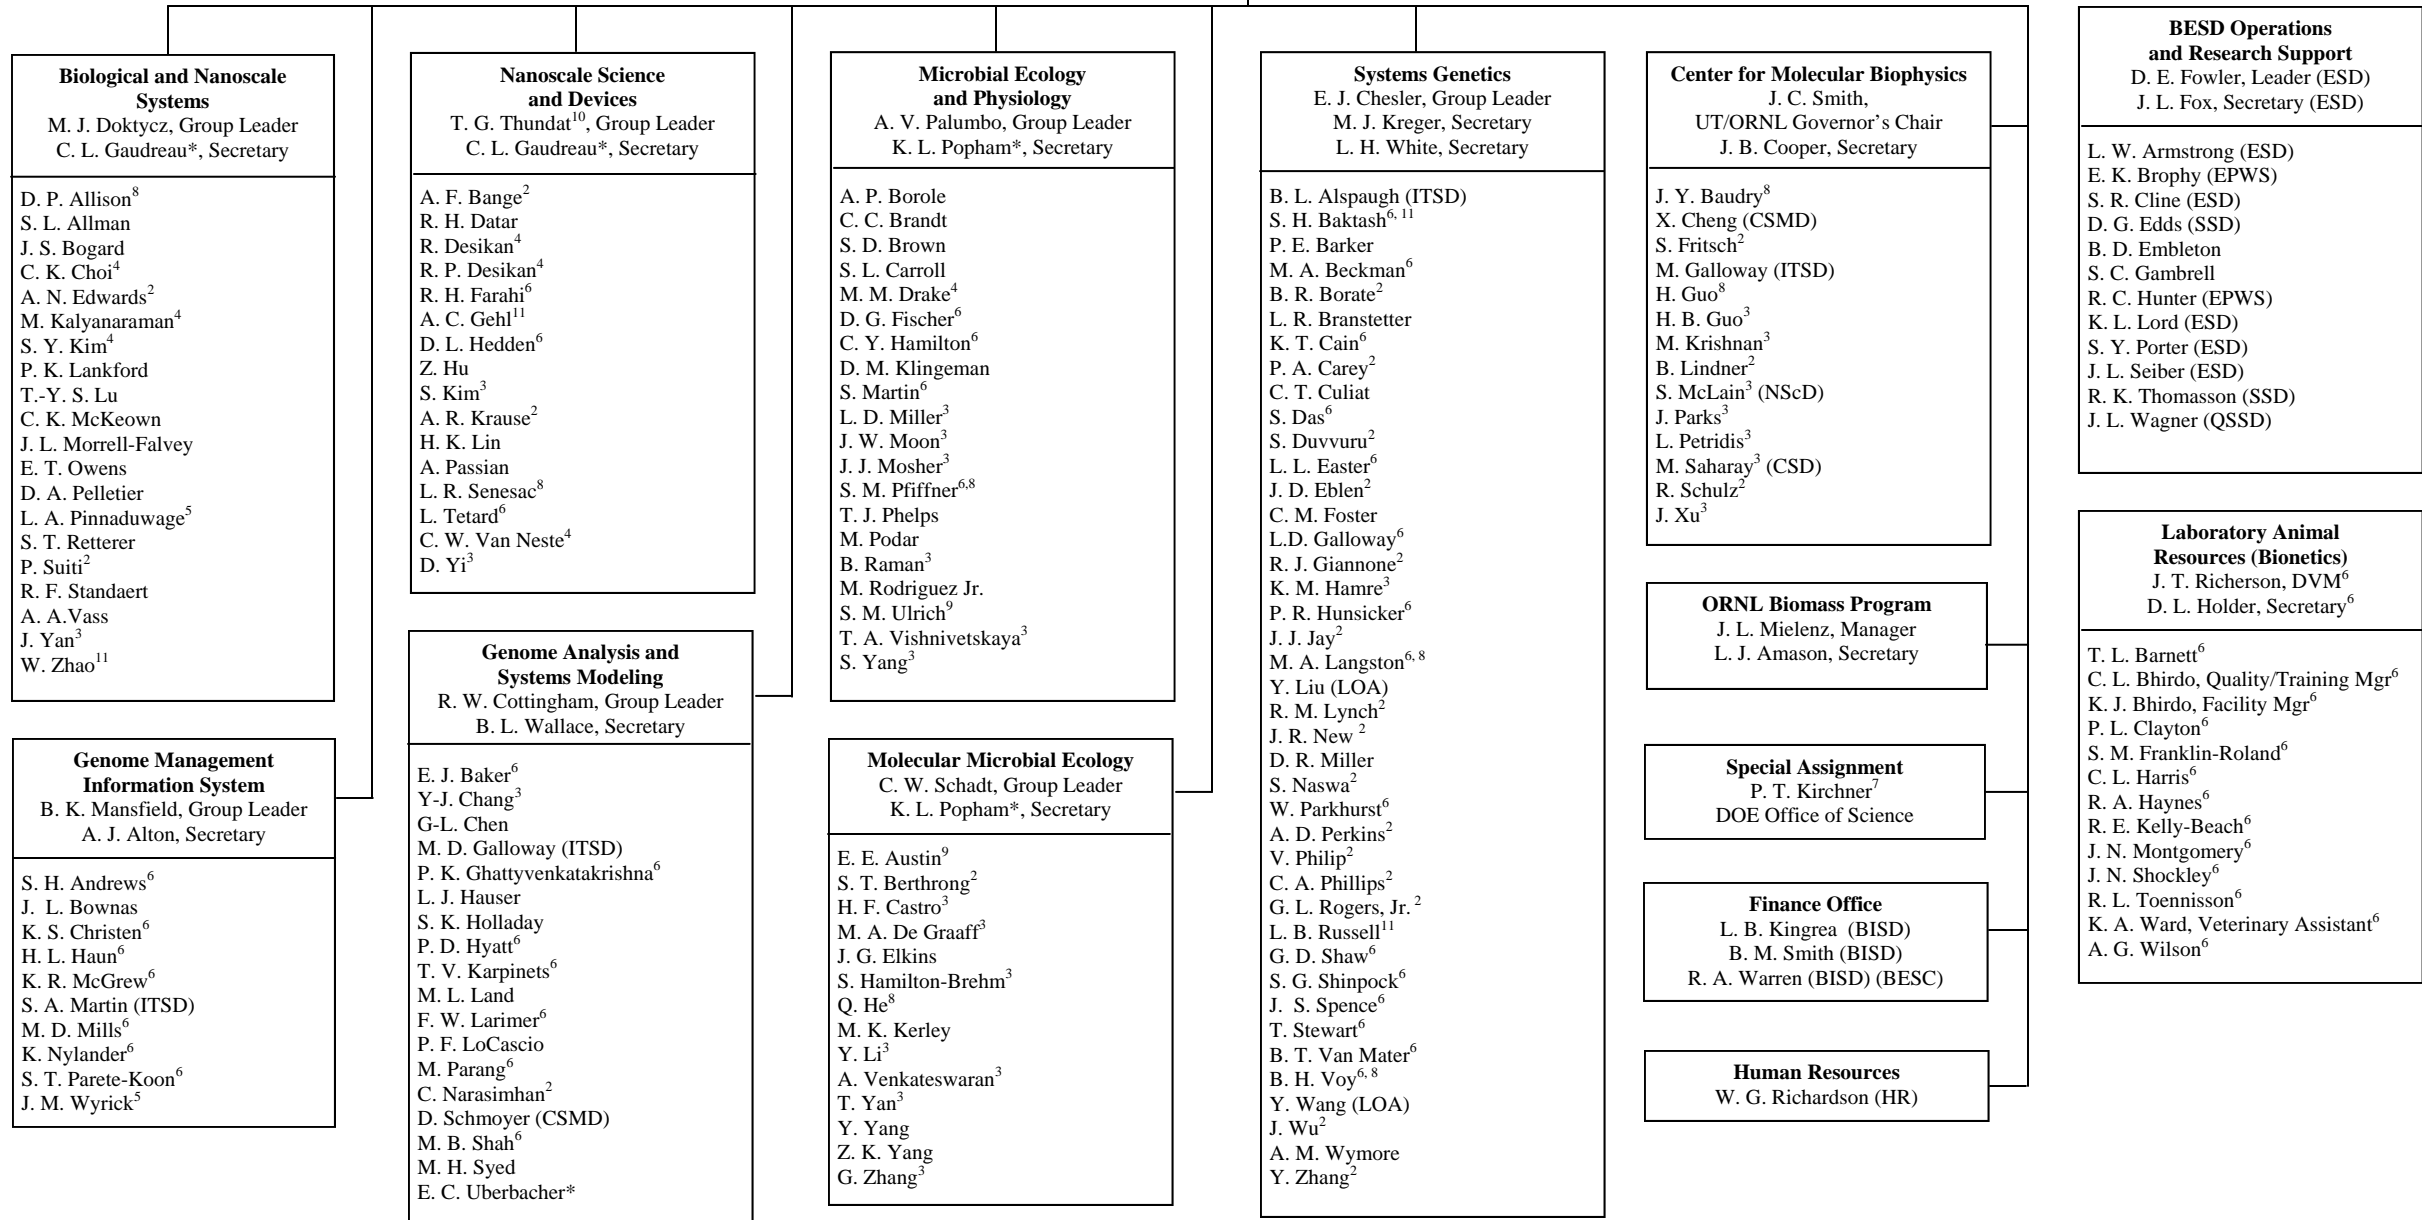 Biological and Nanoscale
Systems
M. J. Doktycz, Group Leader
C. L. Gaudreau*, Secretary
D. P. Allison8
S. L. Allman
J. S. Bogard
C. K. Choi4
A. N. Edwards2
M. Kalyanaraman4
S. Y. Kim4
P. K. Lankford
T.-Y. S. Lu
C. K. McKeown
J. L. Morrell-Falvey
E. T. Owens
D. A. Pelletier
L. A. Pinnaduwage5
S. T. Retterer
P. Suiti2
R. F. Standaert
A. A.Vass
J. Yan3
W. Zhao11
Genome Management
Information System
B. K. Mansfield, Group Leader
A. J. Alton, Secretary
S. H. Andrews6
J. L. Bownas
K. S. Christen6
H. L. Haun6
K. R. McGrew6
S. A. Martin (ITSD)
M. D. Mills6
K. Nylander6
S. T. Parete-Koon6
J. M. Wyrick5
Nanoscale Science
and Devices
T. G. Thundat10, Group Leader
C. L. Gaudreau*, Secretary
A. F. Bange2
R. H. Datar
R. Desikan4
R. P. Desikan4
R. H. Farahi6
A. C. Gehl11
D. L. Hedden6
Z. Hu
S. Kim3
A. R. Krause2
H. K. Lin
A. Passian
L. R. Senesac8
L. Tetard6
C. W. Van Neste4
D. Yi3
Genome Analysis and
Systems Modeling
R. W. Cottingham, Group Leader
B. L. Wallace, Secretary
E. J. Baker6
Y-J. Chang3
G-L. Chen
M. D. Galloway (ITSD)
P. K. Ghattyvenkatakrishna6
L. J. Hauser
S. K. Holladay
P. D. Hyatt6
T. V. Karpinets6
M. L. Land
F. W. Larimer6
P. F. LoCascio
M. Parang6
C. Narasimhan2
D. Schmoyer (CSMD)
M. B. Shah6
M. H. Syed
E. C. Uberbacher*
Microbial Ecology
and Physiology
A. V. Palumbo, Group Leader
K. L. Popham*, Secretary
A. P. Borole
C. C. Brandt
S. D. Brown
S. L. Carroll
M. M. Drake4
D. G. Fischer6
C. Y. Hamilton6
D. M. Klingeman
S. Martin6
L. D. Miller3
J. W. Moon3
J. J. Mosher3
S. M. Pfiffner6,8
T. J. Phelps
M. Podar
B. Raman3
M. Rodriguez Jr.
S. M. Ulrich9
T. A. Vishnivetskaya3
S. Yang3
Molecular Microbial Ecology
C. W. Schadt, Group Leader
K. L. Popham*, Secretary
E. E. Austin9
S. T. Berthrong2
H. F. Castro3
M. A. De Graaff3
J. G. Elkins
S. Hamilton-Brehm3
Q. He8
M. K. Kerley
Y. Li3
A. Venkateswaran3
T. Yan3
Y. Yang
Z. K. Yang
G. Zhang3
Systems Genetics
E. J. Chesler, Group Leader
M. J. Kreger, Secretary
L. H. White, Secretary
B. L. Alspaugh (ITSD)
S. H. Baktash6, 11
P. E. Barker
M. A. Beckman6
B. R. Borate2
L. R. Branstetter
K. T. Cain6
P. A. Carey2
C. T. Culiat
S. Das6
S. Duvvuru2
L. L. Easter6
J. D. Eblen2
C. M. Foster
L.D. Galloway6
R. J. Giannone2
K. M. Hamre3
P. R. Hunsicker6
J. J. Jay2
M. A. Langston6, 8
Y. Liu (LOA)
R. M. Lynch2
J. R. New 2
D. R. Miller
S. Naswa2
W. Parkhurst6
A. D. Perkins2
V. Philip2
C. A. Phillips2
G. L. Rogers, Jr. 2
L. B. Russell11
G. D. Shaw6
S. G. Shinpock6
J. S. Spence6
T. Stewart6
B. T. Van Mater6
B. H. Voy6, 8
Y. Wang (LOA)
J. Wu2
A. M. Wymore
Y. Zhang2
Center for Molecular Biophysics
J. C. Smith,
UT/ORNL Governor's Chair
J. B. Cooper, Secretary
J. Y. Baudry8
X. Cheng (CSMD)
S. Fritsch2
M. Galloway (ITSD)
H. Guo8
H. B. Guo3
M. Krishnan3
B. Lindner2
S. McLain3 (NScD)
J. Parks3
L. Petridis3
M. Saharay3 (CSD)
R. Schulz2
J. Xu3
ORNL Biomass Program
J. L. Mielenz, Manager
L. J. Amason, Secretary
Special Assignment
P. T. Kirchner7
DOE Office of Science
Finance Office
L. B. Kingrea (BISD)
B. M. Smith (BISD)
R. A. Warren (BISD) (BESC)
Human Resources
W. G. Richardson (HR)
BESD Operations
and Research Support
D. E. Fowler, Leader (ESD)
J. L. Fox, Secretary (ESD)
L. W. Armstrong (ESD)
E. K. Brophy (EPWS)
S. R. Cline (ESD)
D. G. Edds (SSD)
B. D. Embleton
S. C. Gambrell
R. C. Hunter (EPWS)
K. L. Lord (ESD)
S. Y. Porter (ESD)
J. L. Seiber (ESD)
R. K. Thomasson (SSD)
J. L. Wagner (QSSD)
Laboratory Animal
Resources (Bionetics)
J. T. Richerson, DVM6
D. L. Holder, Secretary6
T. L. Barnett6
C. L. Bhirdo, Quality/Training Mgr6
K. J. Bhirdo, Facility Mgr6
P. L. Clayton6
S. M. Franklin-Roland6
C. L. Harris6
R. A. Haynes6
R. E. Kelly-Beach6
J. N. Montgomery6
J. N. Shockley6
R. L. Toennisson6
K. A. Ward, Veterinary Assistant6
A. G. Wilson6